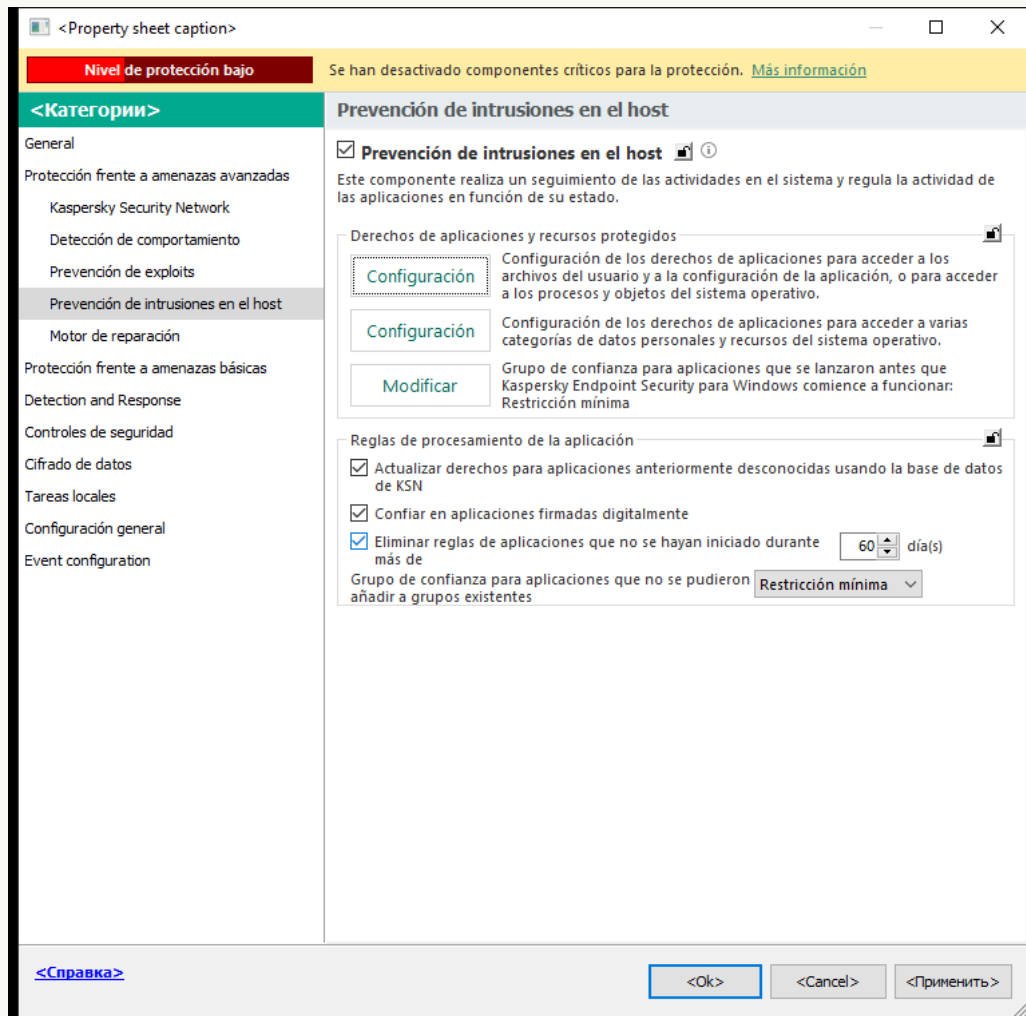 <Property sheet caption>
Nivel de protección bajo
Se han desactivado componentes críticos para la protección. Más información
<Категории>
General
Protección frente a amenazas avanzadas
Kaspersky Security Network
Detección de comportamiento
Prevención de exploits
Prevención de intrusiones en el host
Motor de reparación
Protección frente a amenazas básicas
Detection and Response
Controles de seguridad
Cifrado de datos
Tareas locales
Configuración general
Event configuration
Prevención de intrusiones en el host
Prevención de intrusiones en el host
Este componente realiza un seguimiento de las actividades en el sistema y regula la actividad de
las aplicaciones en función de su estado.
Derechos de aplicaciones y recursos protegidos
Configuración
Configuración de los derechos de aplicaciones para acceder a los
archivos del usuario y a la configuración de la aplicación, o para acceder
a los procesos y objetos del sistema operativo.
Configuración
Configuración de los derechos de aplicaciones para acceder a varias
categorías de datos personales y recursos del sistema operativo.
Modificar
Grupo de confianza para aplicaciones que se lanzaron antes que
Kaspersky Endpoint Security para Windows comience a funcionar:
Restricción mínima
Reglas de procesamiento de la aplicación
Actualizar derechos para aplicaciones anteriormente desconocidas usando la base de datos
de KSN
Confiar en aplicaciones firmadas digitalmente
Eliminar reglas de aplicaciones que no se hayan iniciado durante
más de
60 día(s)
Grupo de confianza para aplicaciones que no se pudieron
añadir a grupos existentes
Restricción mínima
<Справка>
<Ok>
<Cancel>
<Применить>